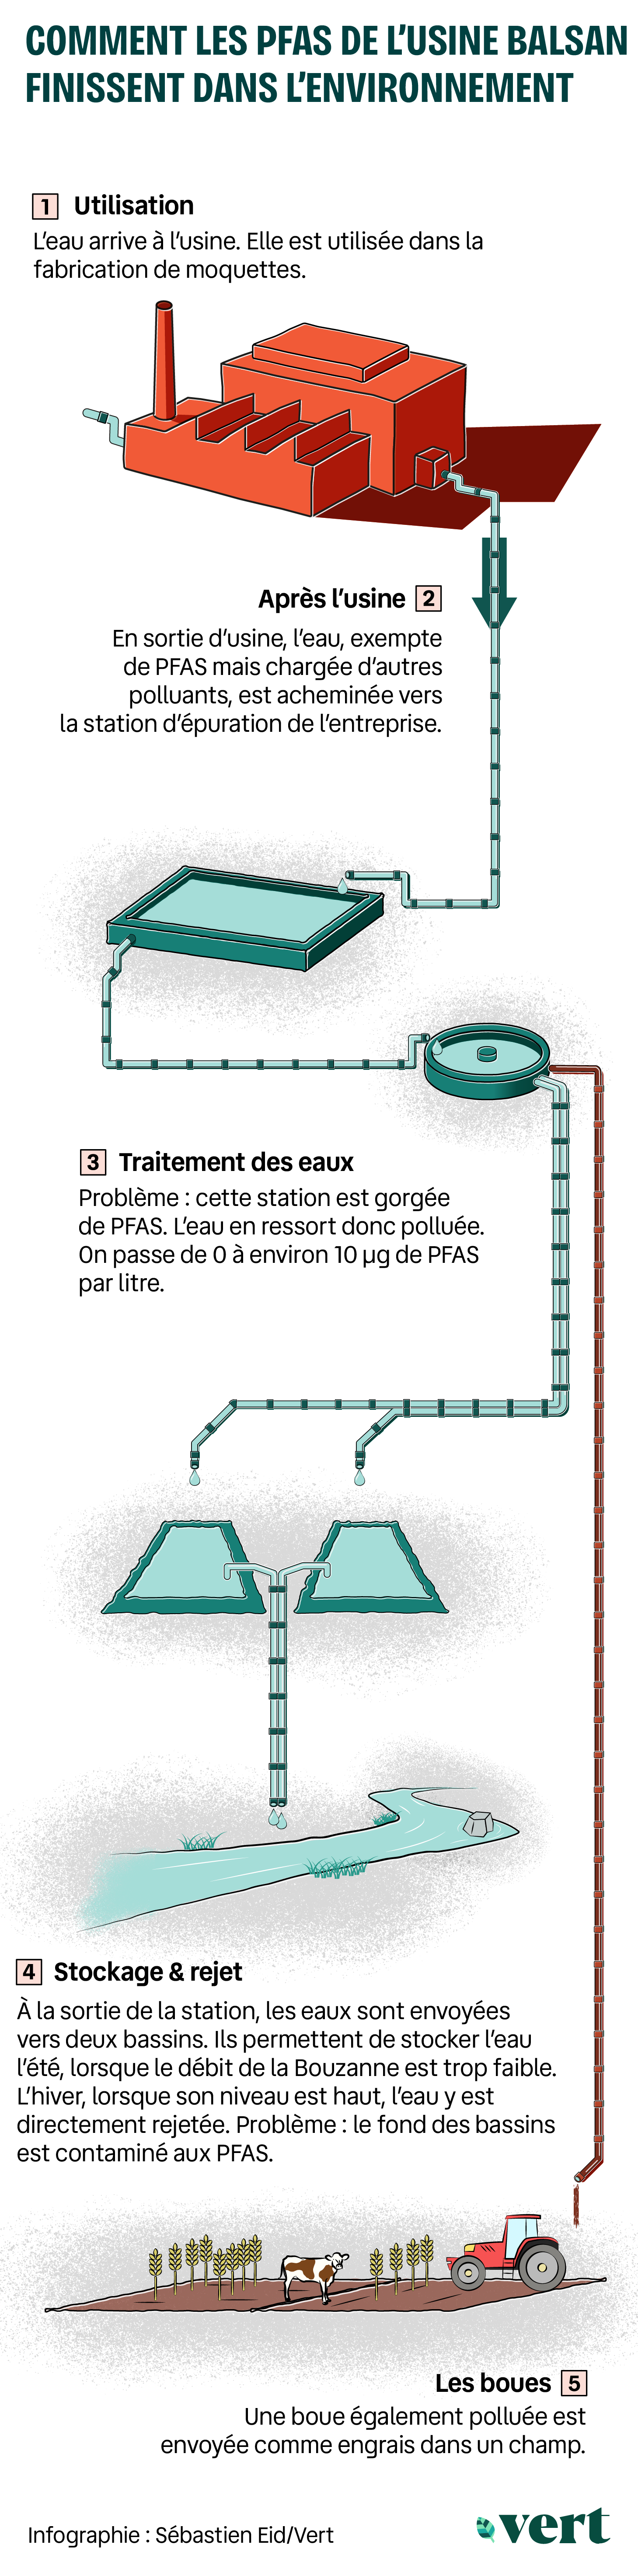 COMMENT LES PFAS DE L’USINE BALSAN
FINISSENT DANS L’ENVIRONNEMENT
1 Utilisation
L’eau arrive à l’usine. Elle est utilisée dans la
fabrication de moquettes.
Après l’usine 2
En sortie d’usine, l’eau, exempte
de PFAS mais chargée d’autres
polluants, est acheminée vers
la station d’épuration de l’entreprise.
3 Traitement des eaux
Problème : cette station est gorgée
de PFAS. L’eau en ressort donc polluée.
On passe de 0 à environ 10 µg de PFAS
par litre.
4 Stockage & rejet
À la sortie de la station, les eaux sont envoyées
vers deux bassins. Ils permettent de stocker l’eau
l’été, lorsque le débit de la Bouzanne est trop faible.
L’hiver, lorsque son niveau est haut, l’eau y est
directement rejetée. Problème : le fond des bassins
est contaminé aux PFAS.
Les boues 5
Une boue également polluée est
envoyée comme engrais dans un champ.
Infographie : Sébastien Eid/Vert
vert